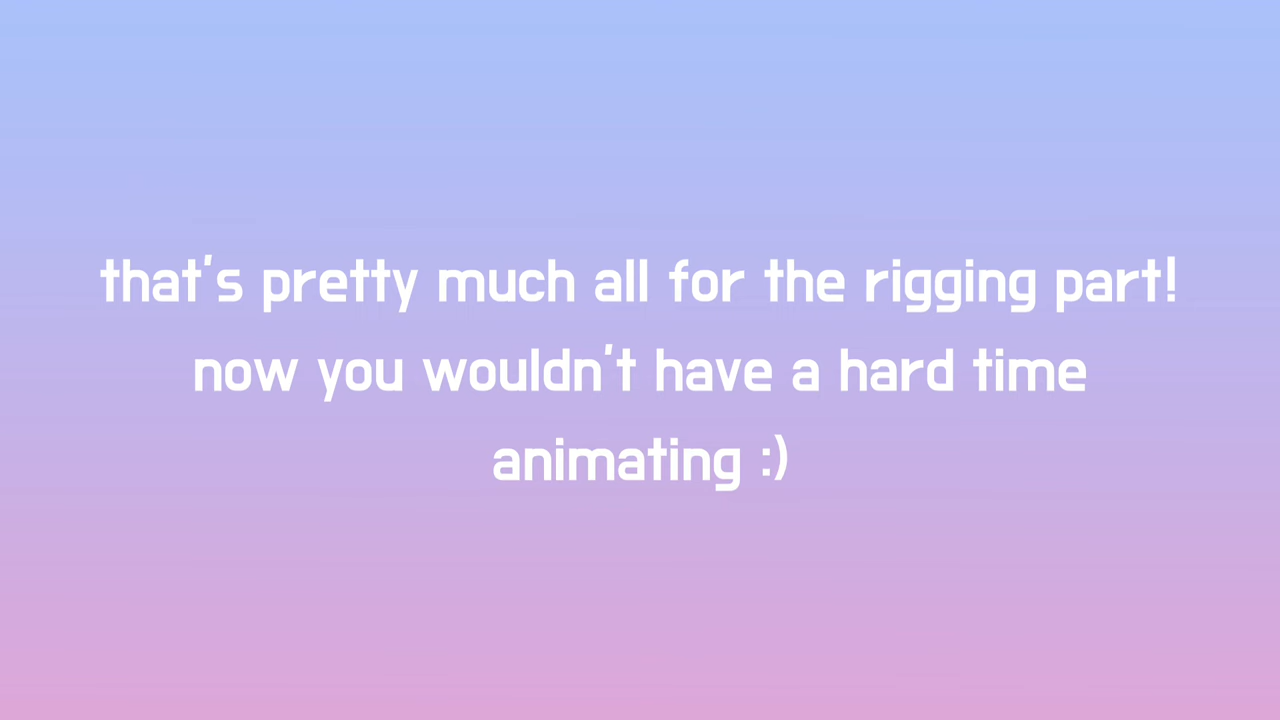 that's pretty much all for the rigging part!
now you wouldn't have a hard time
animating :)